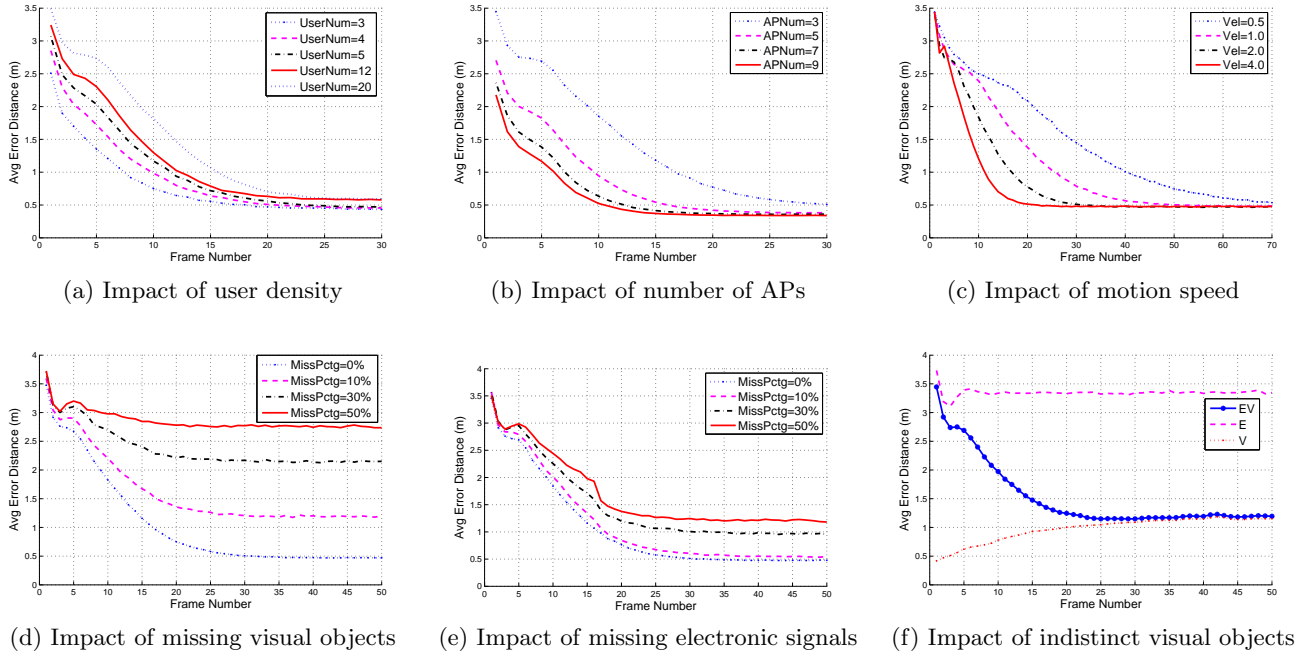 3.5
3
2.5
2
1.5
1
0.5
0
0 5 10 15 20 25 30
Avg Error Distance (m)
Frame Number
UserNum=3
UserNum=4
UserNum=5
UserNum=12
UserNum=20
(a) Impact of user density
3.5
3
2.5
2
1.5
1
0.5
0
0 5 10 15 20 25 30
Avg Error Distance (m)
Frame Number
APNum=3
APNum=5
APNum=7
APNum=9
(b) Impact of number of APs
3.5
3
2.5
2
1.5
1
0.5
0
0 10 20 30 40 50 60 70
Avg Error Distance (m)
Frame Number
Vel=0.5
Vel=1.0
Vel=2.0
Vel=4.0
(c) Impact of motion speed
4
3.5
3
2.5
2
1.5
1
0.5
0
0 5 10 15 20 25 30 35 40 45 50
Avg Error Distance (m)
Frame Number
MissPctg=0%
MissPctg=10%
MissPctg=30%
MissPctg=50%
(d) Impact of missing visual objects
4
3.5
3
2.5
2
1.5
1
0.5
0
0 5 10 15 20 25 30 35 40 45 50
Avg Error Distance (m)
Frame Number
MissPctg=0%
MissPctg=10%
MissPctg=30%
MissPctg=50%
(e) Impact of missing electronic signals
4
3.5
3
2.5
2
1.5
1
0.5
0
0 5 10 15 20 25 30 35 40 45 50
Avg Error Distance (m)
Frame Number
EV
E
V
(f) Impact of indistinct visual objects